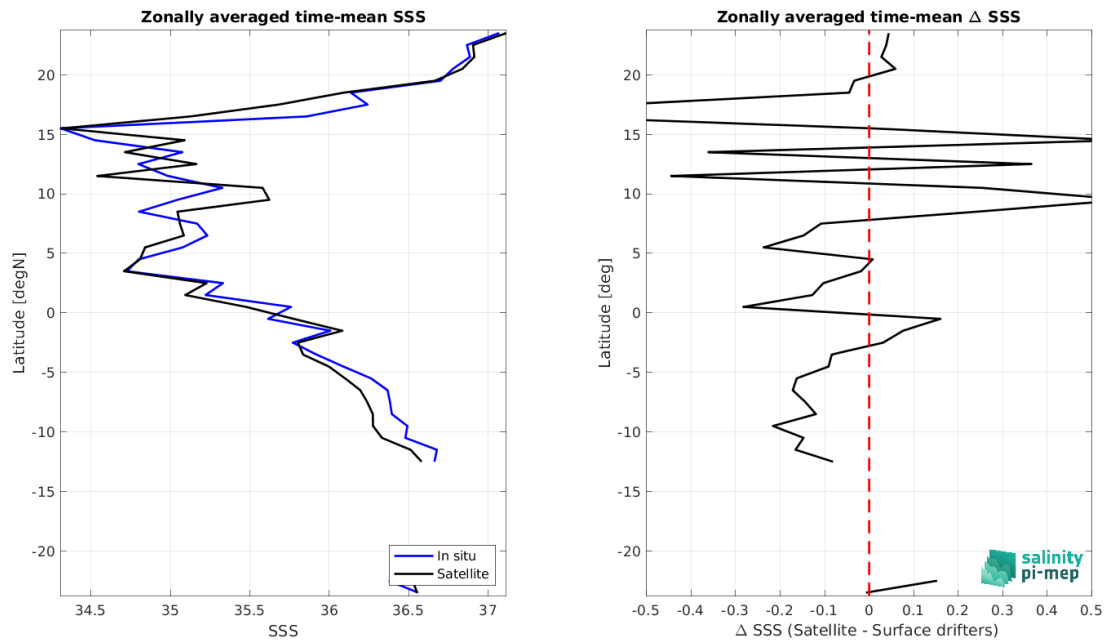 Zonally averaged time-mean SSS
20
15
10
5
0
-5
-10
-15
-20
Latitude [degN]
34.5 35 35.5 36 36.5 37
SSS
In situ
Satellite
Zonally averaged time-mean Δ SSS
20
15
10
5
0
-5
-10
-15
-20
Latitude [deg]
-0.5 -0.4 -0.3 -0.2 -0.1 0 0.1 0.2 0.3 0.4 0.5
Δ SSS (Satellite - Surface drifters)
salinity
pi-mep